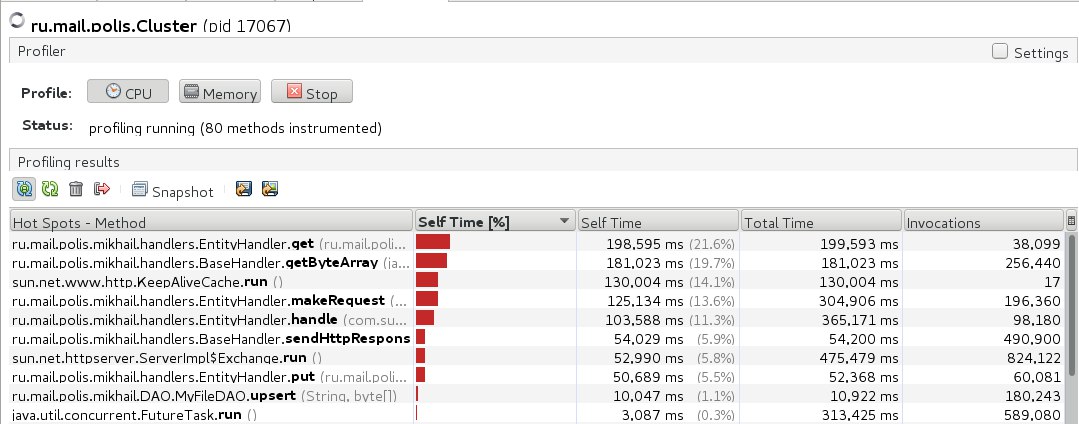 ru.mail.polis.Cluster (pid 17067)
Profiler Settings
Profile: CPU Memory Stop
Status: profiling running (80 methods instrumented)
Profiling results
Snapshot
Hot Spots - Method Self Time [%] Self Time Total Time Invocations
ru.mail.polis.mikhail.handlers.EntityHandler.get (ru.mail.poli... 198,595 ms (21.6%) 199,593 ms 38,099
ru.mail.polis.mikhail.handlers.BaseHandler.getByteArray (ja... 181,023 ms (19.7%) 181,023 ms 256,440
sun.net.www.http.KeepAliveCache.run () 130,004 ms (14.1%) 130,004 ms 17
ru.mail.polis.mikhail.handlers.EntityHandler.makeRequest (... 125,134 ms (13.6%) 304,906 ms 196,360
ru.mail.polis.mikhail.handlers.EntityHandler.handle (com.su... 103,588 ms (11.3%) 365,171 ms 98,180
ru.mail.polis.mikhail.handlers.BaseHandler.sendHttpRespons 54,029 ms (5.9%) 54,200 ms 490,900
sun.net.httpserver.ServerImpl$Exchange.run () 52,990 ms (5.8%) 475,479 ms 824,122
ru.mail.polis.mikhail.handlers.EntityHandler.put (ru.mail.poli... 50,689 ms (5.5%) 52,368 ms 60,081
ru.mail.polis.mikhail.DAO.MyFileDAO.upsert (String, byte[]) 10,047 ms (1.1%) 10,922 ms 180,243
java.util.concurrent.FutureTask.run () 3,087 ms (0.3%) 313,425 ms 589,080